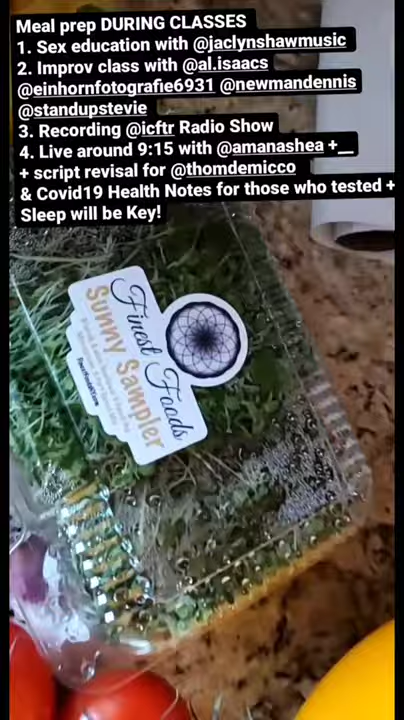 Meal prep DURING CLASSES
1. Sex education with @jaclynshawmusic
2. Improv class with @al.isaacs
@einhornfotografie6931 @newmandennis
@standupstevie
3. Recording @icftr Radio Show
4. Live around 9:15 with @amanashea +__
+ script revisal for @thomdemicco
& Covid19 Health Notes for those who tested +
Sleep will be Key!
Finest Foods
Sunny Sampler